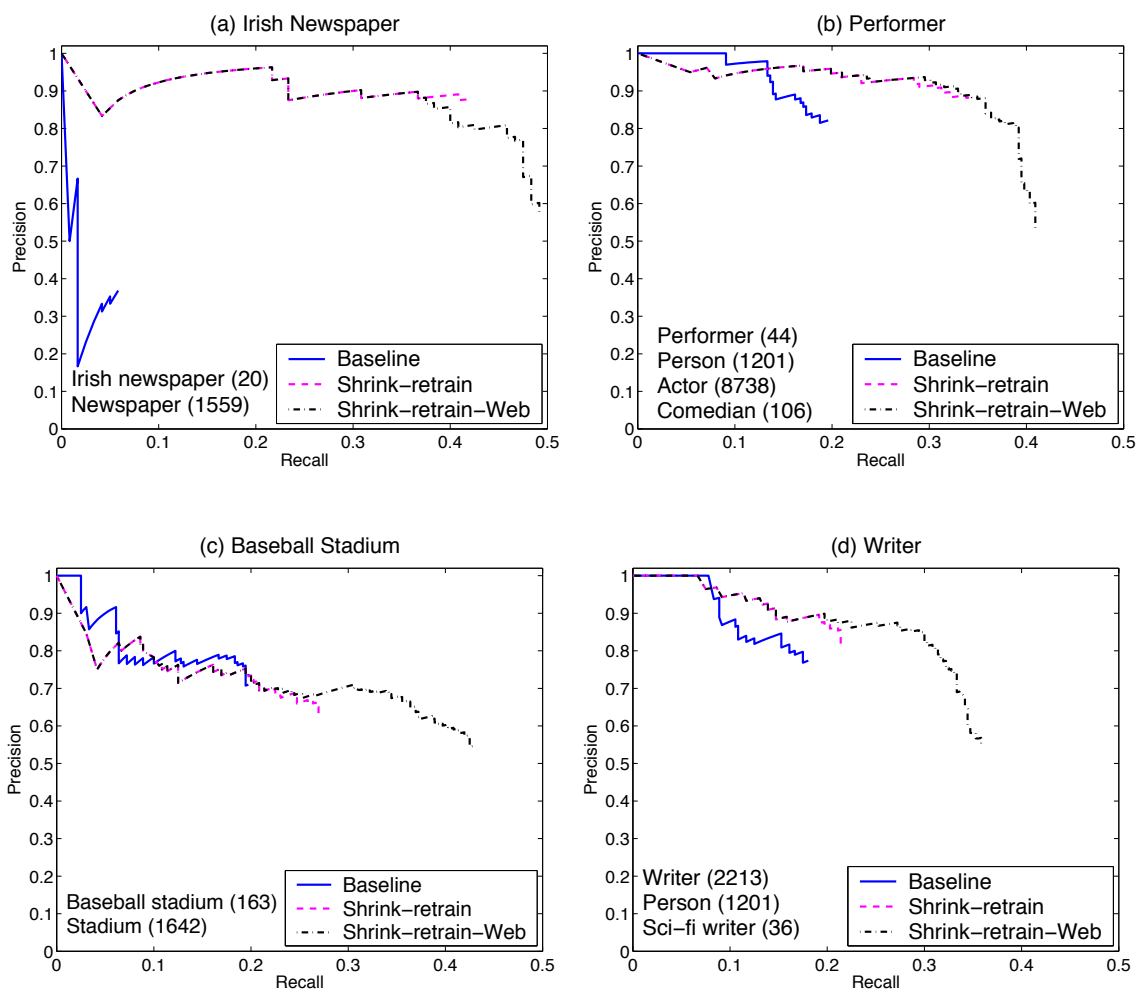 (a) Irish Newspaper
1
0.9
0.8
0.7
0.6
0.5
0.4
0.3
0.2
0.1
0
Precision
Irish newspaper (20)
Newspaper (1559)
Baseline
Shrink−retrain
Shrink−retrain−Web
0 0.1 0.2 0.3 0.4 0.5
Recall
(b) Performer
1
0.9
0.8
0.7
0.6
0.5
0.4
0.3
0.2
0.1
0
Precision
Performer (44)
Person (1201)
Actor (8738)
Comedian (106)
Baseline
Shrink−retrain
Shrink−retrain−Web
0 0.1 0.2 0.3 0.4 0.5
Recall
(c) Baseball Stadium
1
0.9
0.8
0.7
0.6
0.5
0.4
0.3
0.2
0.1
0
Precision
Baseball stadium (163)
Stadium (1642)
Baseline
Shrink−retrain
Shrink−retrain−Web
0 0.1 0.2 0.3 0.4 0.5
Recall
(d) Writer
1
0.9
0.8
0.7
0.6
0.5
0.4
0.3
0.2
0.1
0
Precision
Writer (2213)
Person (1201)
Sci−fi writer (36)
Baseline
Shrink−retrain
Shrink−retrain−Web
0 0.1 0.2 0.3 0.4 0.5
Recall